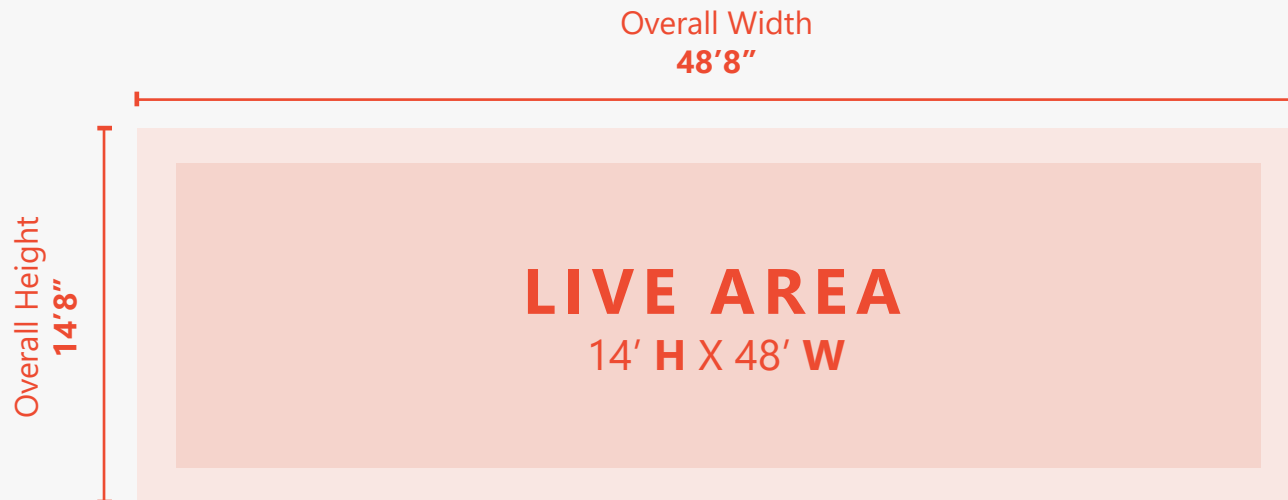 Overall Width
48’8”
Overall Height
14’8”
LIVE AREA
14’ H X 48’ W